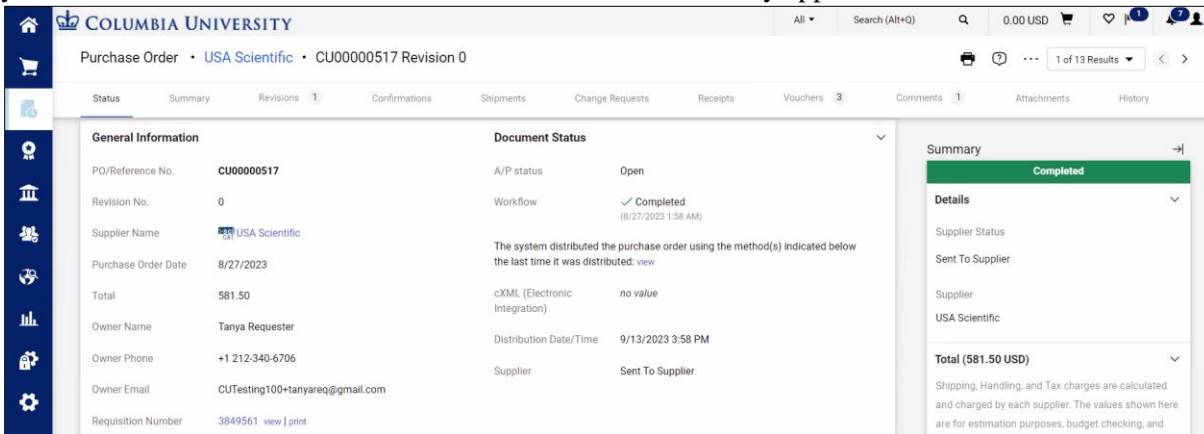 COLUMBIA UNIVERSITY
All Search (Alt+Q) 0.00 USD 1 7
Purchase Order • USA Scientific • CU00000517 Revision 0
1 of 13 Results
Status Summary Revisions 1 Confirmations Shipments Change Requests Receipts Vouchers 3 Comments 1 Attachments History
General Information
PO/Reference No. CU00000517
Revision No. 0
Supplier Name USA Scientific
Purchase Order Date 8/27/2023
Total 581.50
Owner Name Tanya Requester
Owner Phone +1 212-340-6706
Owner Email CUTesting100+tanyareq@gmail.com
Requisition Number 3849561 view | print
Document Status
A/P status Open
Workflow Completed
(8/27/2023 1:58 AM)
The system distributed the purchase order using the method(s) indicated below
the last time it was distributed: view
cXML (Electronic no value
Integration)
Distribution Date/Time 9/13/2023 3:58 PM
Supplier Sent To Supplier
Summary
Completed
Details
Supplier Status
Sent To Supplier
Supplier
USA Scientific
Total (581.50 USD)
Shipping, Handling, and Tax charges are calculated
and charged by each supplier. The values shown here
are for estimation purposes, budget checking, and